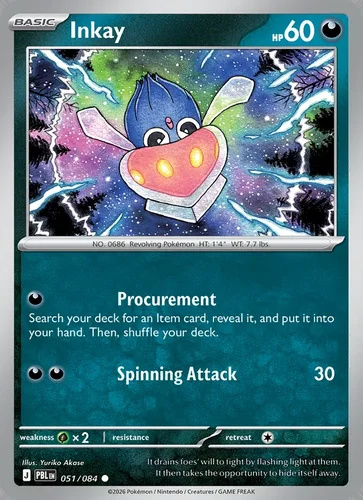 BASIC
Inkay
HP 60
NO. 0686 Revolving Pokémon HT: 1'4" WT: 7.7 lbs.
Procurement
Search your deck for an Item card, reveal it, and put it into
your hand. Then, shuffle your deck.
Spinning Attack 30
weakness ×2 resistance retreat
Illus. Yuriko Akase
It drains foes' will to fight by flashing light at them.
It then takes the opportunity to hide itself away.
J PBL EN 051/084
©2026 Pokémon / Nintendo / Creatures / GAME FREAK